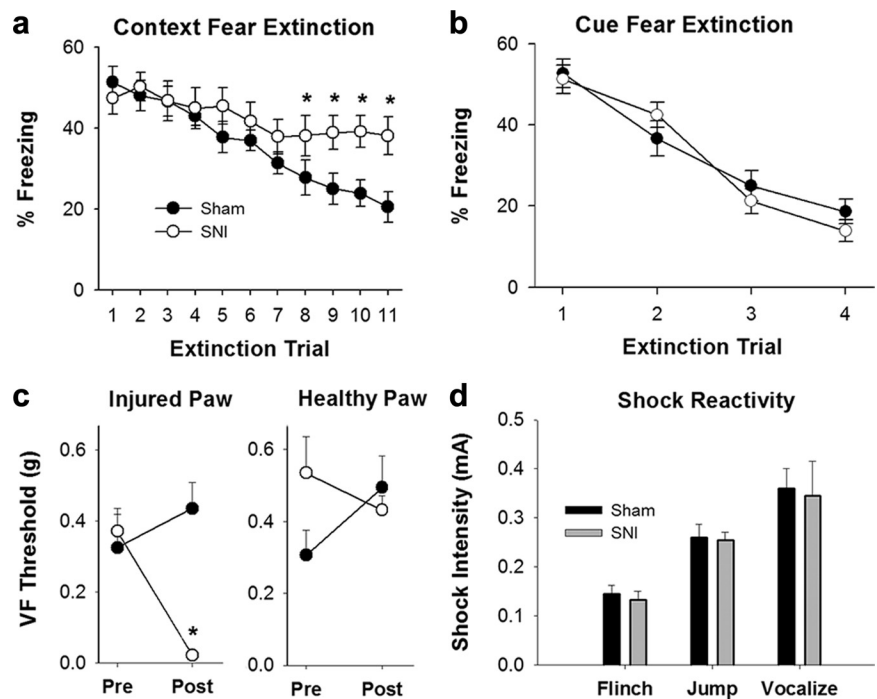 a
Context Fear Extinction
60
40
20
0
% Freezing
* * * *
Sham
SNI
1 2 3 4 5 6 7 8 9 10 11
Extinction Trial
b
Cue Fear Extinction
60
40
20
0
% Freezing
1 2 3 4
Extinction Trial
c
Injured Paw
0.6
0.4
0.2
0.0
VF Threshold (g)
*
Pre Post
Healthy Paw
0.6
0.4
0.2
0.0
Pre Post
d
Shock Reactivity
0.5
0.4
0.3
0.2
0.1
0.0
Shock Intensity (mA)
Sham
SNI
Flinch Jump Vocalize